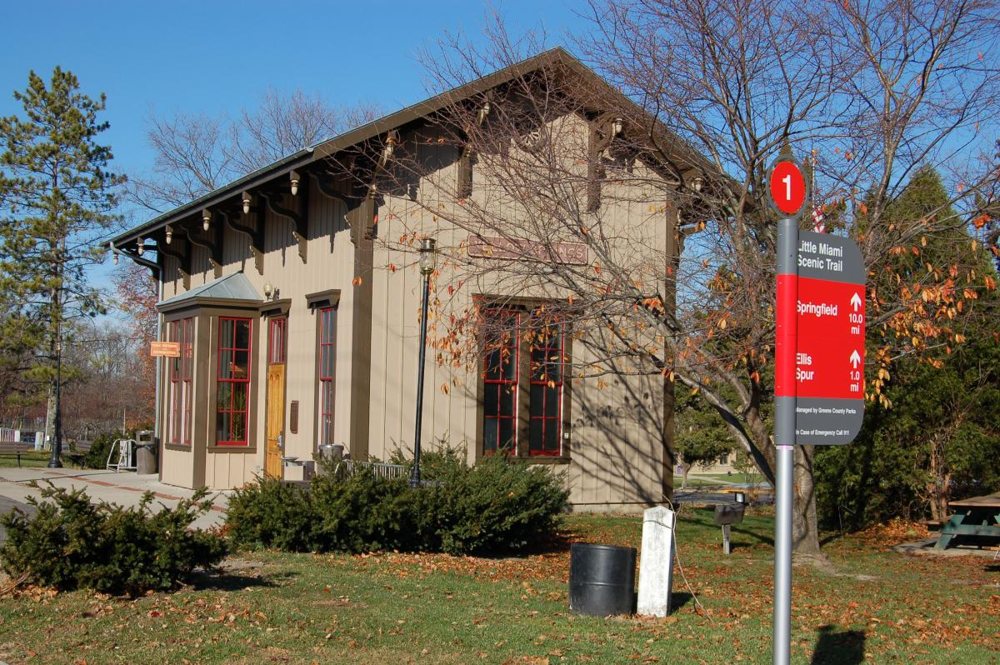 1
Little Miami
Scenic Trail
Springfield
10.0
mi
Ellis
Spur
1.0
mi
Managed by Greene County Parks
In Case of Emergency Call 911